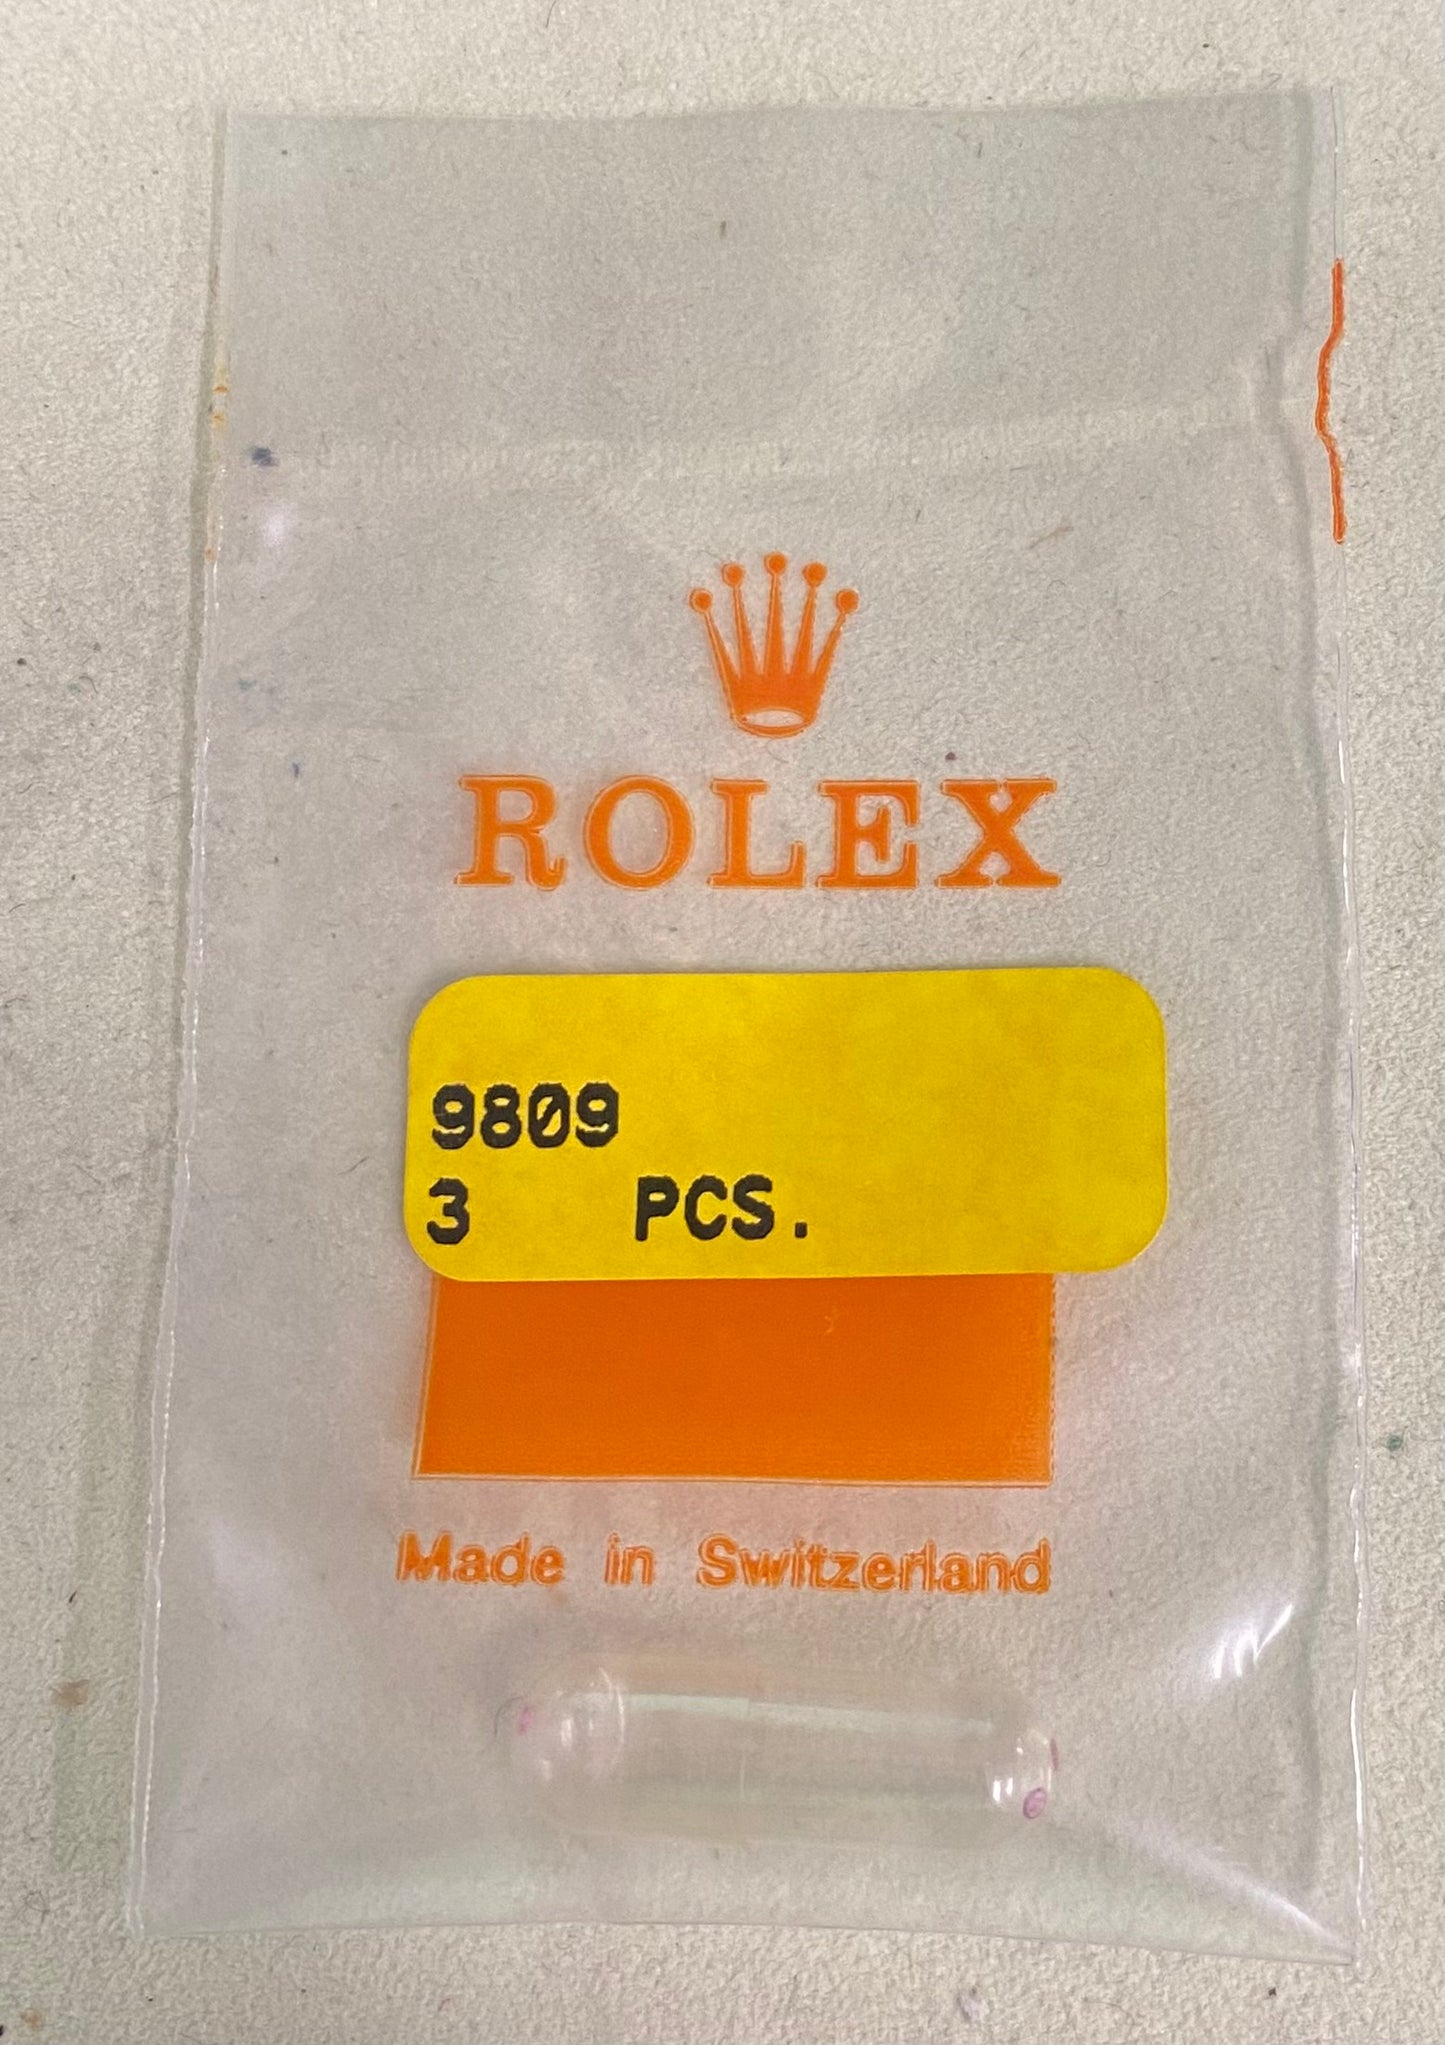 ROLEX
9809
3 PCS.
Made in Switzerland